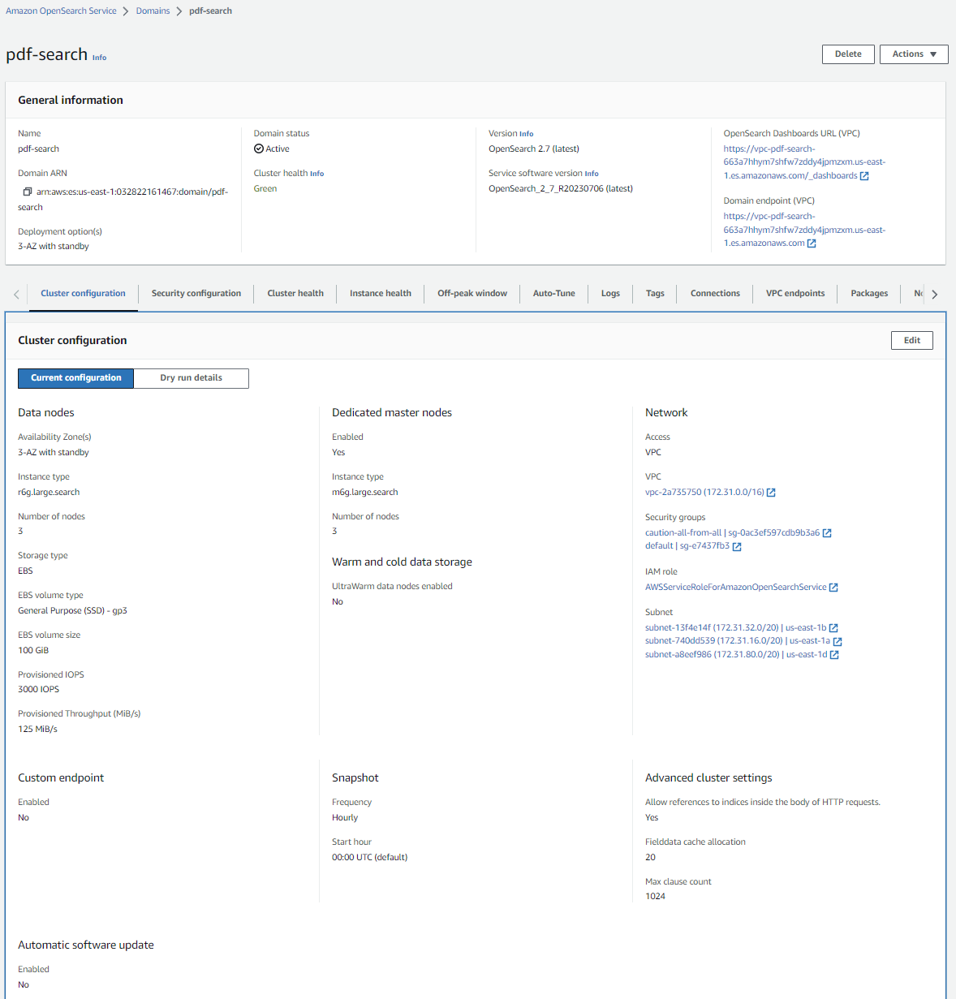 Amazon OpenSearch Service > Domains > pdf-search
pdf-search Info
Delete
Actions
General information
Name
pdf-search
Domain ARN
arn:aws:es:us-east-1:032822161467:domain/pdf-
search
Deployment option(s)
3-AZ with standby
Domain status
Active
Cluster health Info
Green
Version Info
OpenSearch 2.7 (latest)
Service software version Info
OpenSearch_2_7_R20230706 (latest)
OpenSearch Dashboards URL (VPC)
https://vpc-pdf-search-
663a7hhym7shfw7zddy4jpmzxm.us-east-
1.es.amazonaws.com/_dashboards
Domain endpoint (VPC)
https://vpc-pdf-search-
663a7hhym7shfw7zddy4jpmzxm.us-east-
1.es.amazonaws.com
Cluster configuration
Security configuration
Cluster health
Instance health
Off-peak window
Auto-Tune
Logs
Tags
Connections
VPC endpoints
Packages
Cluster configuration
Edit
Current configuration
Dry run details
Data nodes
Availability Zone(s)
3-AZ with standby
Instance type
r6g.large.search
Number of nodes
3
Storage type
EBS
EBS volume type
General Purpose (SSD) - gp3
EBS volume size
100 GiB
Provisioned IOPS
3000 IOPS
Provisioned Throughput (MiB/s)
125 MiB/s
Dedicated master nodes
Enabled
Yes
Instance type
m6g.large.search
Number of nodes
3
Warm and cold data storage
UltraWarm data nodes enabled
No
Network
Access
VPC
VPC
vpc-2a735750 (172.31.0.0/16)
Security groups
caution-all-from-all | sg-0ac3ef597cdb9b3a6
default | sg-e7437fb3
IAM role
AWSServiceRoleForAmazonOpenSearchService
Subnet
subnet-13f4e14f (172.31.32.0/20) | us-east-1b
subnet-740dd539 (172.31.16.0/20) | us-east-1a
subnet-a8eef986 (172.31.80.0/20) | us-east-1d
Custom endpoint
Enabled
No
Snapshot
Frequency
Hourly
Start hour
00:00 UTC (default)
Advanced cluster settings
Allow references to indices inside the body of HTTP requests.
Yes
Fielddata cache allocation
20
Max clause count
1024
Automatic software update
Enabled
No